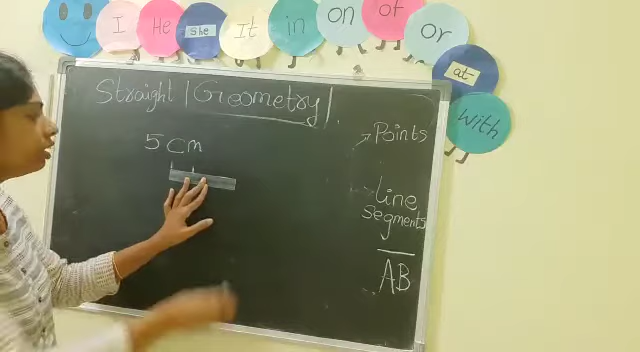 I
He
She
It
in
on
of
or
at
with
Straight | Geometry |
5 cm
Points
line
segments
AB